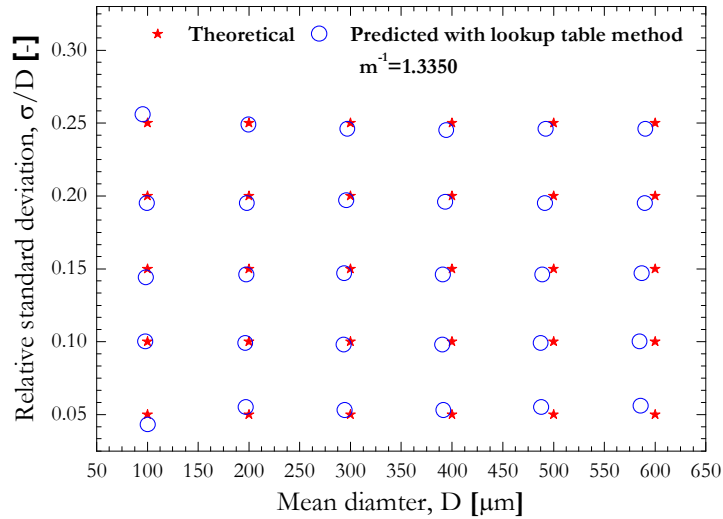 Theoretical Predicted with lookup table method
m⁻¹=1.3350
Relative standard deviation, σ/D [-]
0.30
0.25
0.20
0.15
0.10
0.05
50 100 150 200 250 300 350 400 450 500 550 600 650
Mean diamter, D [μm]